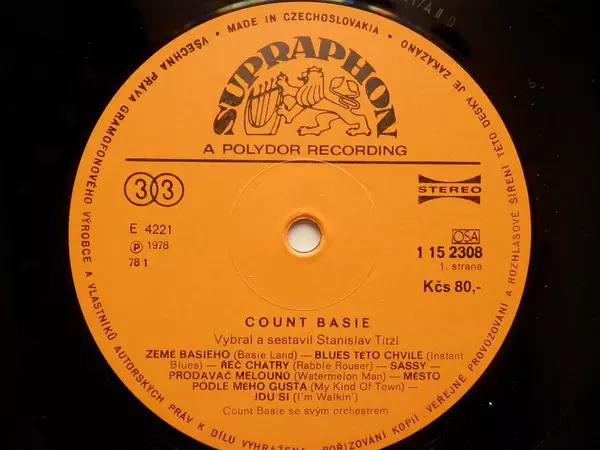 MADE IN CZECHOSLOVAKIA
VŠECHNA PRÁVA GRAMOFONOVÉHO VÝROBCE A VLASTNÍKŮ AUTORSKÝCH PRÁV K DÍLU VYHRAŽENA. POŘIZOVÁNÍ KOPIÍ, VEŘEJNÉ PROVOZOVÁNÍ A ROZHLASOVÉ ŠÍŘENÍ TÉTO DESKY JE ZAKÁZÁNO
SUPRAPHON
A POLYDOR RECORDING
33
STEREO
E 4221
Ⓟ 1978
78 1
OSA
1 15 2308
1. strana
Kčs 80,-
COUNT BASIE
Vybral a sestavil Stanislav Titzl
ZEMĚ BASIEHO (Basie Land) — BLUES TÉTO CHVÍLE (Instant
Blues) — ŘEČ CHÁTRY (Rabble Rouser) — SASSY —
PRODAVAČ MELOUNŮ (Watermelon Man) — MĚSTO
PODLE MÉHO GUSTA (My Kind Of Town) —
JDU SI (I'm Walkin')
Count Basie se svým orchestrem